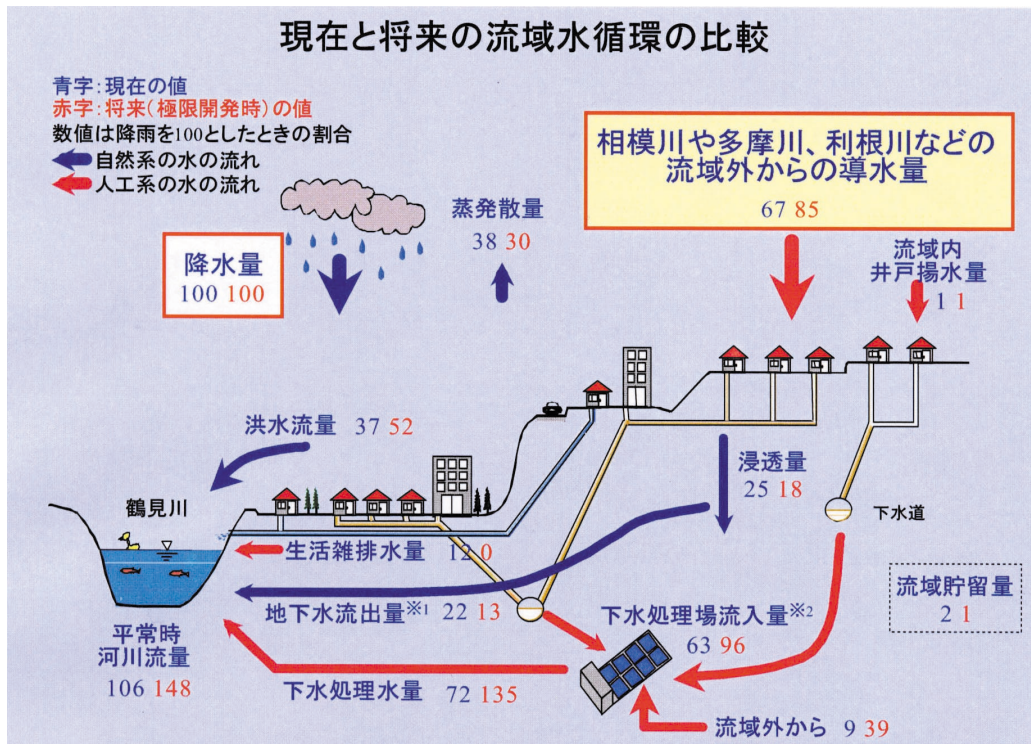 現在と将来の流域水循環の比較
青字:現在の値
赤字:将来(極限開発時)の値
数値は降雨を100としたときの割合
自然系の水の流れ
人工系の水の流れ
相模川や多摩川、利根川などの
流域外からの導水量
67 85
蒸発散量
38 30
降水量
100 100
流域内
井戸揚水量
1 1
洪水流量 37 52
浸透量
25 18
鶴見川
下水道
生活雑排水量 12 0
地下水流出量※1 22 13
下水処理場流入量※2
63 96
流域貯留量
2 1
平常時
河川流量
106 148
下水処理水量 72 135
流域外から 9 39